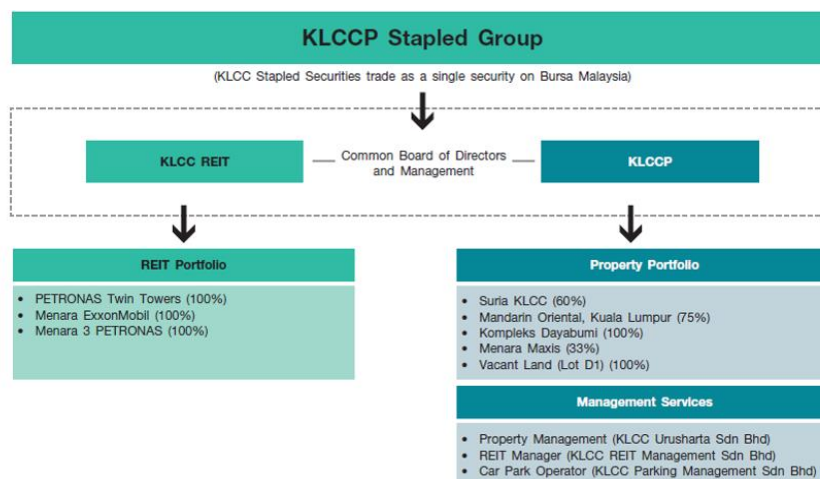 KLCCP Stapled Group
(KLCC Stapled Securities trade as a single security on Bursa Malaysia)
KLCC REIT
Common Board of Directors
and Management
KLCCP
REIT Portfolio
• PETRONAS Twin Towers (100%)
• Menara ExxonMobil (100%)
• Menara 3 PETRONAS (100%)
Property Portfolio
• Suria KLCC (60%)
• Mandarin Oriental, Kuala Lumpur (75%)
• Kompleks Dayabumi (100%)
• Menara Maxis (33%)
• Vacant Land (Lot D1) (100%)
Management Services
• Property Management (KLCC Urusharta Sdn Bhd)
• REIT Manager (KLCC REIT Management Sdn Bhd)
• Car Park Operator (KLCC Parking Management Sdn Bhd)